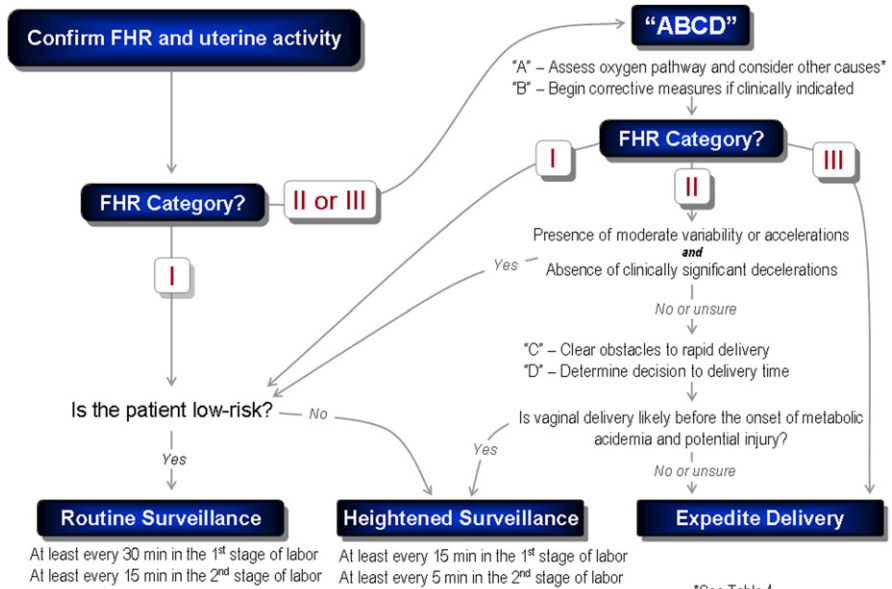 Confirm FHR and uterine activity
"ABCD"
"A" – Assess oxygen pathway and consider other causes*
"B" – Begin corrective measures if clinically indicated
FHR Category?
I
II
III
FHR Category?
II or III
I
Presence of moderate variability or accelerations
and
Absence of clinically significant decelerations
Yes
No or unsure
"C" – Clear obstacles to rapid delivery
"D" – Determine decision to delivery time
Is the patient low-risk?
No
Yes
Is vaginal delivery likely before the onset of metabolic
acidemia and potential injury?
Yes
No or unsure
Routine Surveillance
At least every 30 min in the 1st stage of labor
At least every 15 min in the 2nd stage of labor
Heightened Surveillance
At least every 15 min in the 1st stage of labor
At least every 5 min in the 2nd stage of labor
Expedite Delivery
*See Table 4